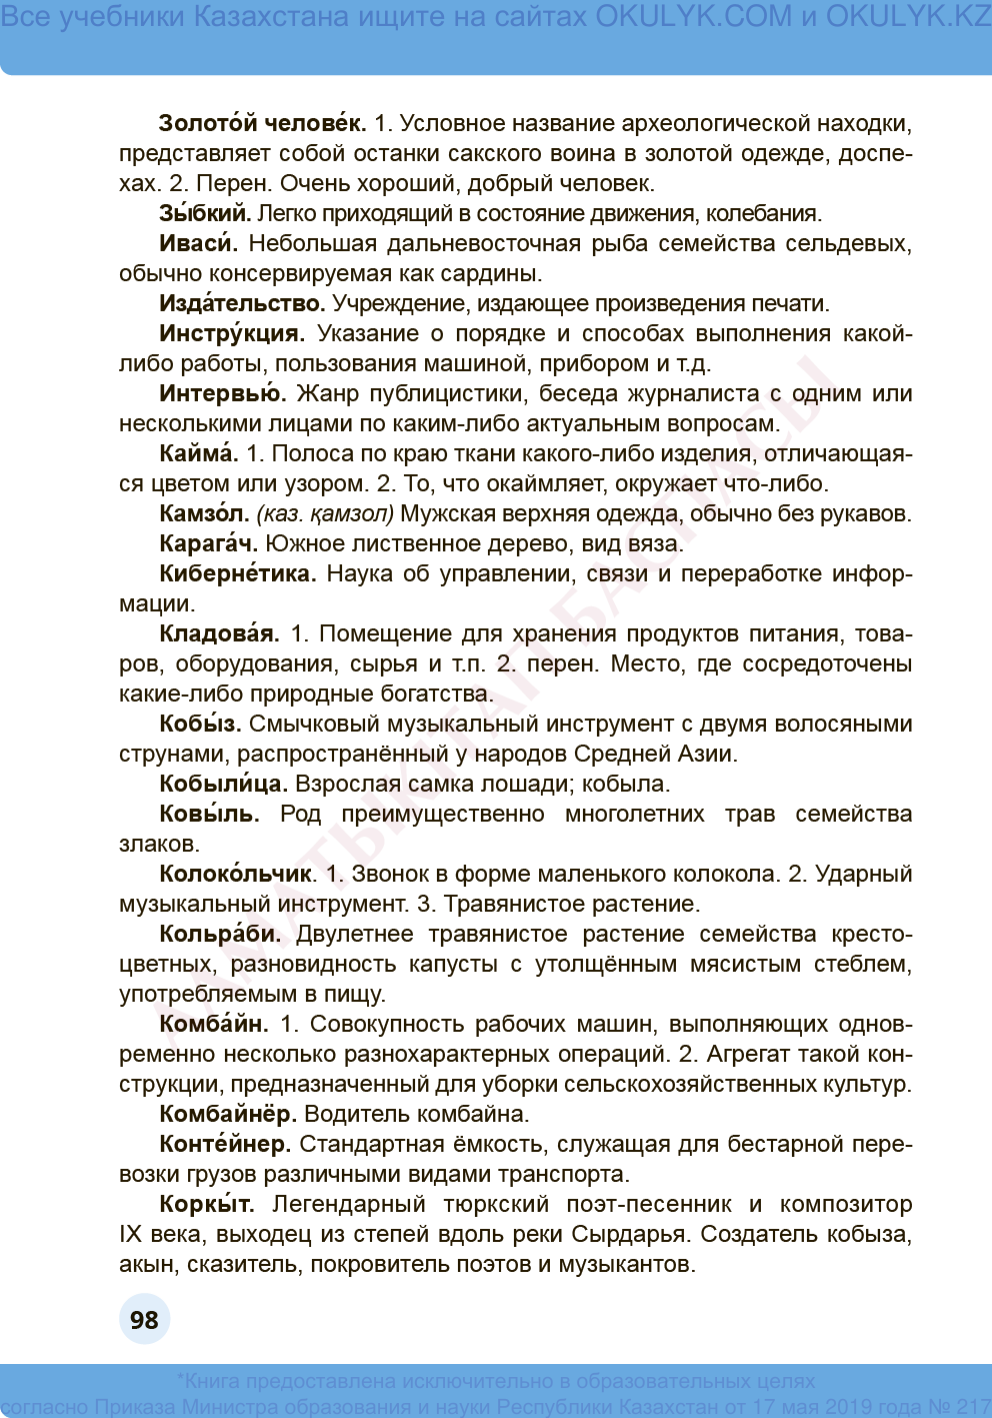 Все учебники Казахстана ищите на сайтах OKULYK.COM и OKULYK.KZ
Золото́й челове́к. 1. Условное название археологической находки,
представляет собой останки сакского воина в золотой одежде, доспе-
хах. 2. Перен. Очень хороший, добрый человек.
Зы́бкий. Легко приходящий в состояние движения, колебания.
Иваси́. Небольшая дальневосточная рыба семейства сельдевых,
обычно консервируемая как сардины.
Изда́тельство. Учреждение, издающее произведения печати.
Инстру́кция. Указание о порядке и способах выполнения какой-
либо работы, пользования машиной, прибором и т.д.
Интервью́. Жанр публицистики, беседа журналиста с одним или
несколькими лицами по каким-либо актуальным вопросам.
Кайма́. 1. Полоса по краю ткани какого-либо изделия, отличающая-
ся цветом или узором. 2. То, что окаймляет, окружает что-либо.
Камзо́л. (каз. қамзол) Мужская верхняя одежда, обычно без рукавов.
Карага́ч. Южное лиственное дерево, вид вяза.
Киберне́тика. Наука об управлении, связи и переработке инфор-
мации.
Кладова́я. 1. Помещение для хранения продуктов питания, това-
ров, оборудования, сырья и т.п. 2. перен. Место, где сосредоточены
какие-либо природные богатства.
Кобы́з. Смычковый музыкальный инструмент с двумя волосяными
струнами, распространённый у народов Средней Азии.
Кобыли́ца. Взрослая самка лошади; кобыла.
Ковы́ль. Род преимущественно многолетних трав семейства
злаков.
Колоко́льчик. 1. Звонок в форме маленького колокола. 2. Ударный
музыкальный инструмент. 3. Травянистое растение.
Кольра́би. Двулетнее травянистое растение семейства кресто-
цветных, разновидность капусты с утолщённым мясистым стеблем,
употребляемым в пищу.
Комба́йн. 1. Совокупность рабочих машин, выполняющих однов-
ременно несколько разнохарактерных операций. 2. Агрегат такой кон-
струкции, предназначенный для уборки сельскохозяйственных культур.
Комбайнёр. Водитель комбайна.
Конте́йнер. Стандартная ёмкость, служащая для бестарной пере-
возки грузов различными видами транспорта.
Коркы́т. Легендарный тюркский поэт-песенник и композитор
IX века, выходец из степей вдоль реки Сырдарья. Создатель кобыза,
акын, сказитель, покровитель поэтов и музыкантов.
АЛМАТЫКІТАП БАСПАСЫ
98
*Книга предоставлена исключительно в образовательных целях
согласно Приказа Министра образования и науки Республики Казахстан от 17 мая 2019 года № 217